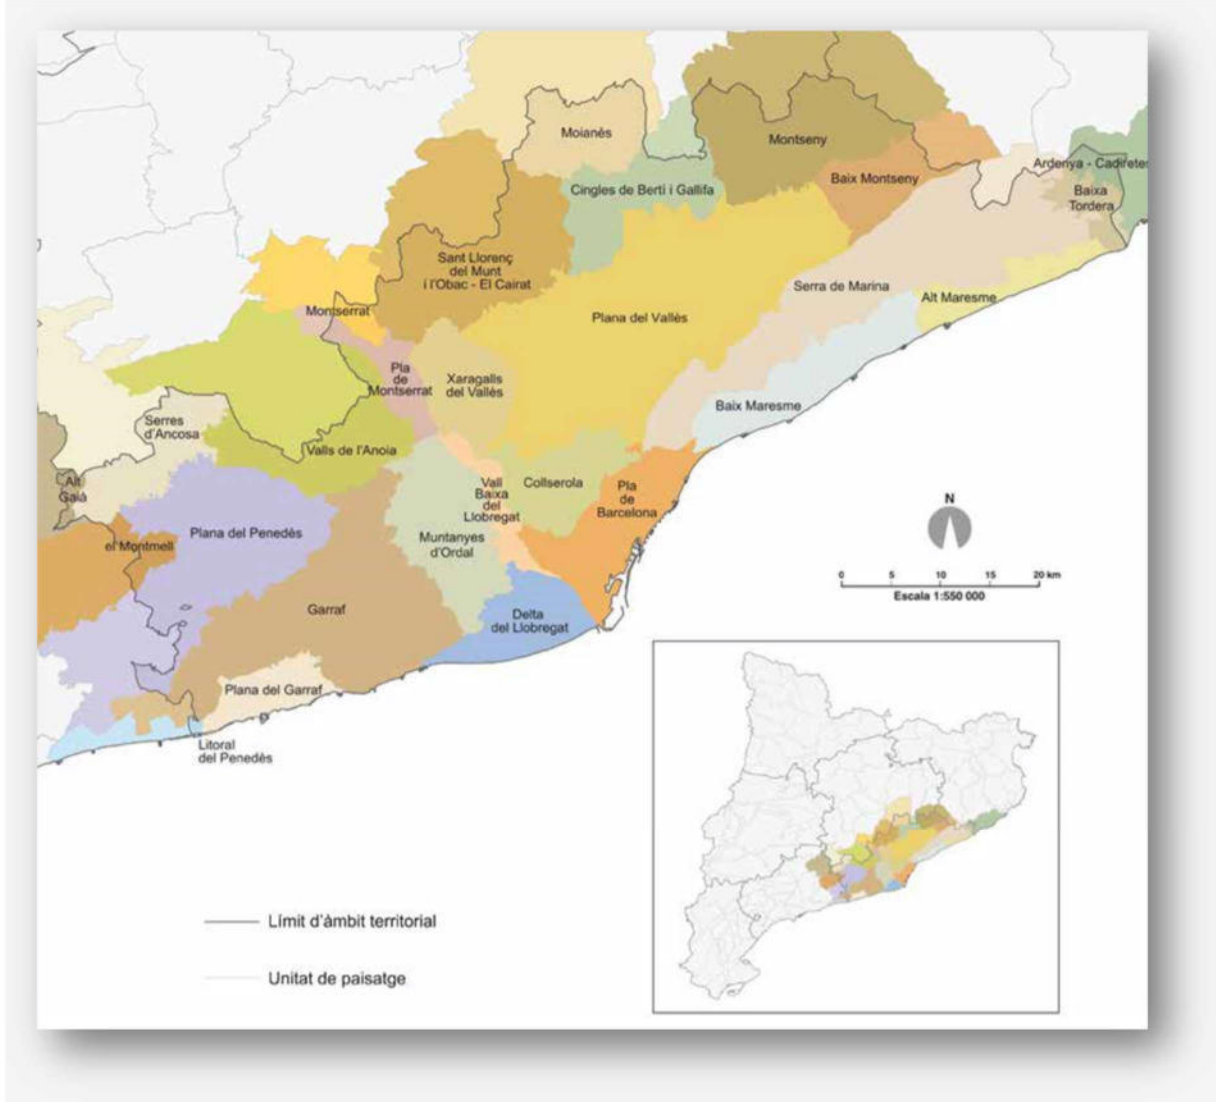 Moianès
Montseny
Ardenya - Cadiretes
Baix Montseny
Cingles de Bertí i Gallifa
Baixa
Tordera
Sant Llorenç
del Munt
i l'Obac - El Cairat
Serra de Marina
Alt Maresme
Montserrat
Plana del Vallès
Pla
de
Montserrat
Xaragalls
del Vallès
Baix Maresme
Serres
d'Ancosa
Valls de l'Anoia
Alt
Gaià
Vall
Baixa
del
Llobregat
Collserola
Pla
de
Barcelona
Plana del Penedès
el Montmell
Muntanyes
d'Ordal
Garraf
Delta
del Llobregat
Plana del Garraf
Litoral
del Penedès
N
0 5 10 15 20 km
Escala 1:550 000
Límit d'àmbit territorial
Unitat de paisatge